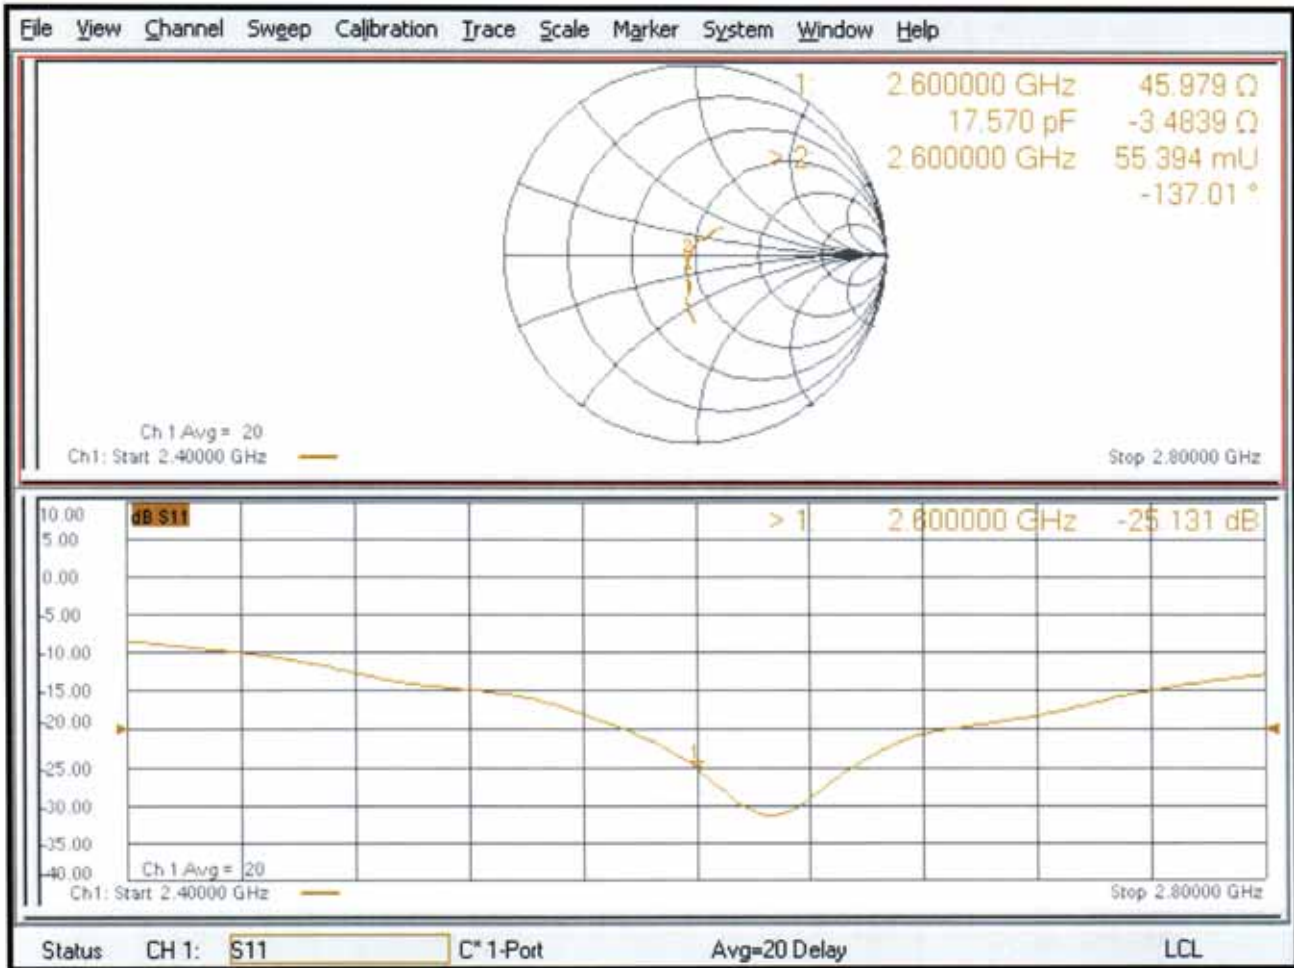 File View Channel Sweep Calibration Trace Scale Marker System Window Help
1: 2.600000 GHz 45.979 Ω
17.570 pF -3.4839 Ω
> 2 2.600000 GHz 55.394 mU
-137.01 °
2
Ch 1 Avg = 20
Ch1: Start 2.40000 GHz
Stop 2.80000 GHz
10.00
dB S11
> 1 2.600000 GHz -25.131 dB
5.00
0.00
-5.00
-10.00
-15.00
-20.00
-25.00
1
-30.00
-35.00
-40.00
Ch 1 Avg = 20
Ch1: Start 2.40000 GHz
Stop 2.80000 GHz
Status CH 1: S11 C* 1-Port Avg=20 Delay LCL